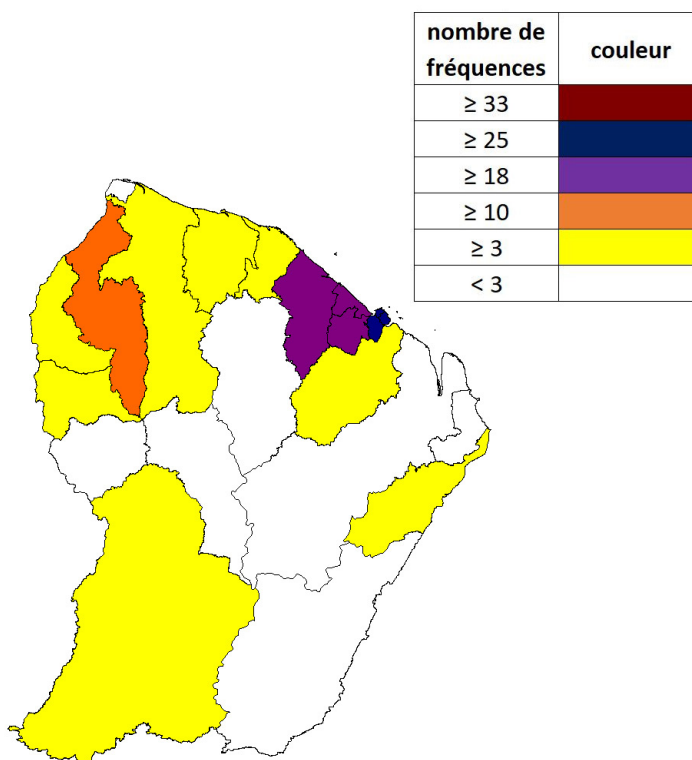 nombre de
fréquences
couleur
≥ 33
≥ 25
≥ 18
≥ 10
≥ 3
< 3